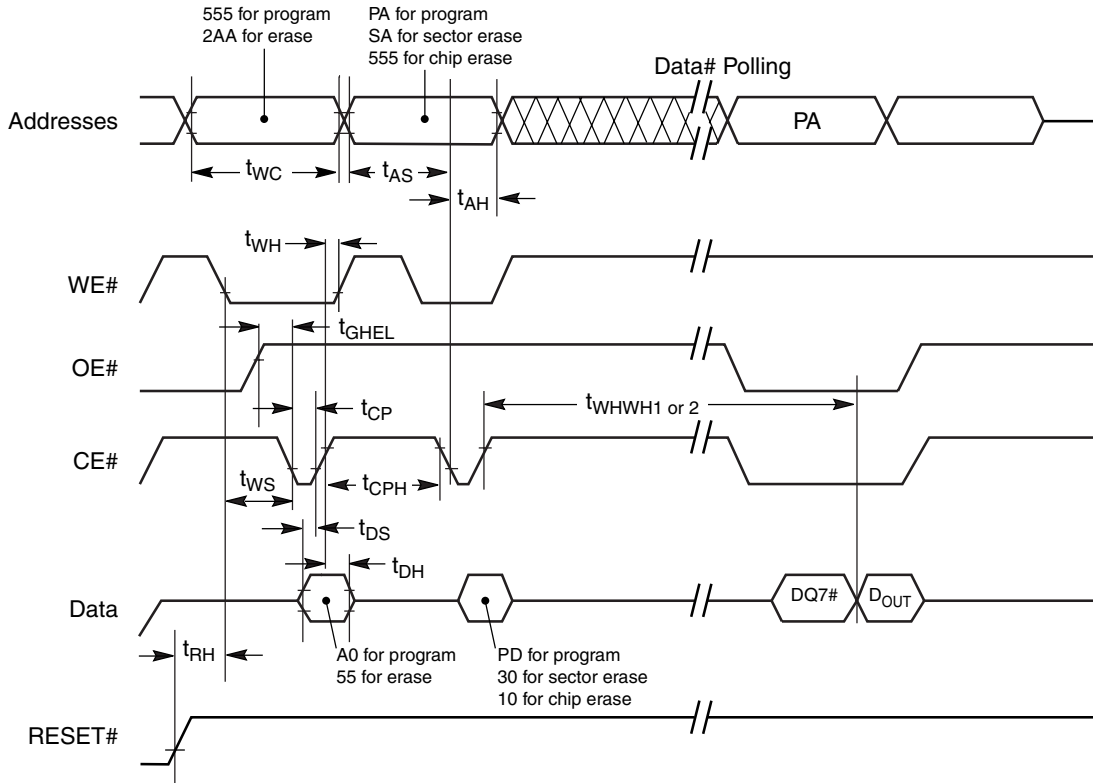 555 for program
2AA for erase
PA for program
SA for sector erase
555 for chip erase
Data# Polling
Addresses
PA
tWC
tAS
tAH
tWH
WE#
tGHEL
OE#
tWHWH1 or 2
tCP
CE#
tWS
tCPH
tDS
tDH
Data
DQ7#
DOUT
tRH
A0 for program
55 for erase
PD for program
30 for sector erase
10 for chip erase
RESET#